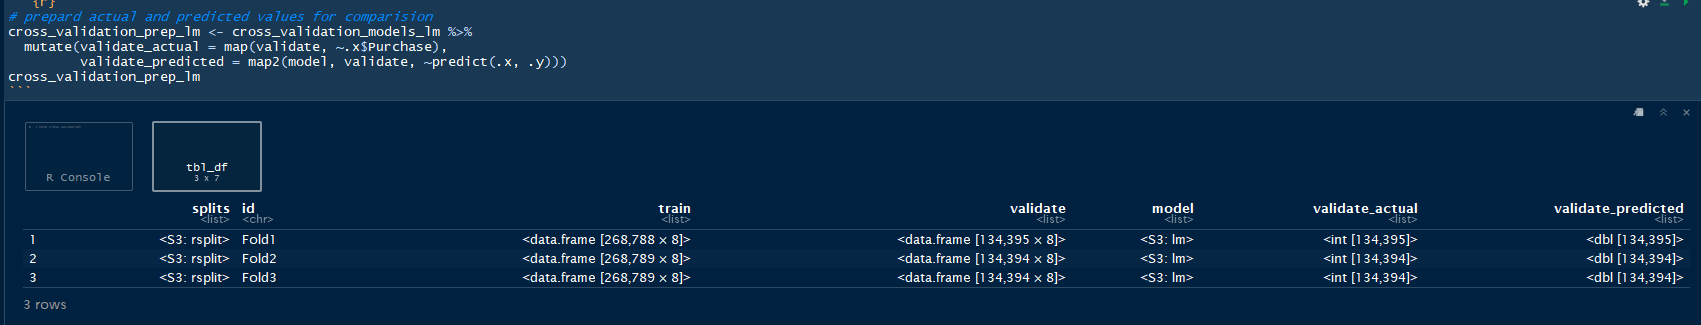 {r}
# prepard actual and predicted values for comparision
cross_validation_prep_lm <- cross_validation_models_lm %>%
  mutate(validate_actual = map(validate, ~.x$Purchase),
         validate_predicted = map2(model, validate, ~predict(.x, .y)))
cross_validation_prep_lm
```
R Console
tbl_df
3 x 7
splits id train validate model validate_actual validate_predicted
<list> <chr> <list> <list> <list> <list> <list>
1 <S3: rsplit> Fold1 <data.frame [268,788 × 8]> <data.frame [134,395 × 8]> <S3: lm> <int [134,395]> <dbl [134,395]>
2 <S3: rsplit> Fold2 <data.frame [268,789 × 8]> <data.frame [134,394 × 8]> <S3: lm> <int [134,394]> <dbl [134,394]>
3 <S3: rsplit> Fold3 <data.frame [268,789 × 8]> <data.frame [134,394 × 8]> <S3: lm> <int [134,394]> <dbl [134,394]>
3 rows